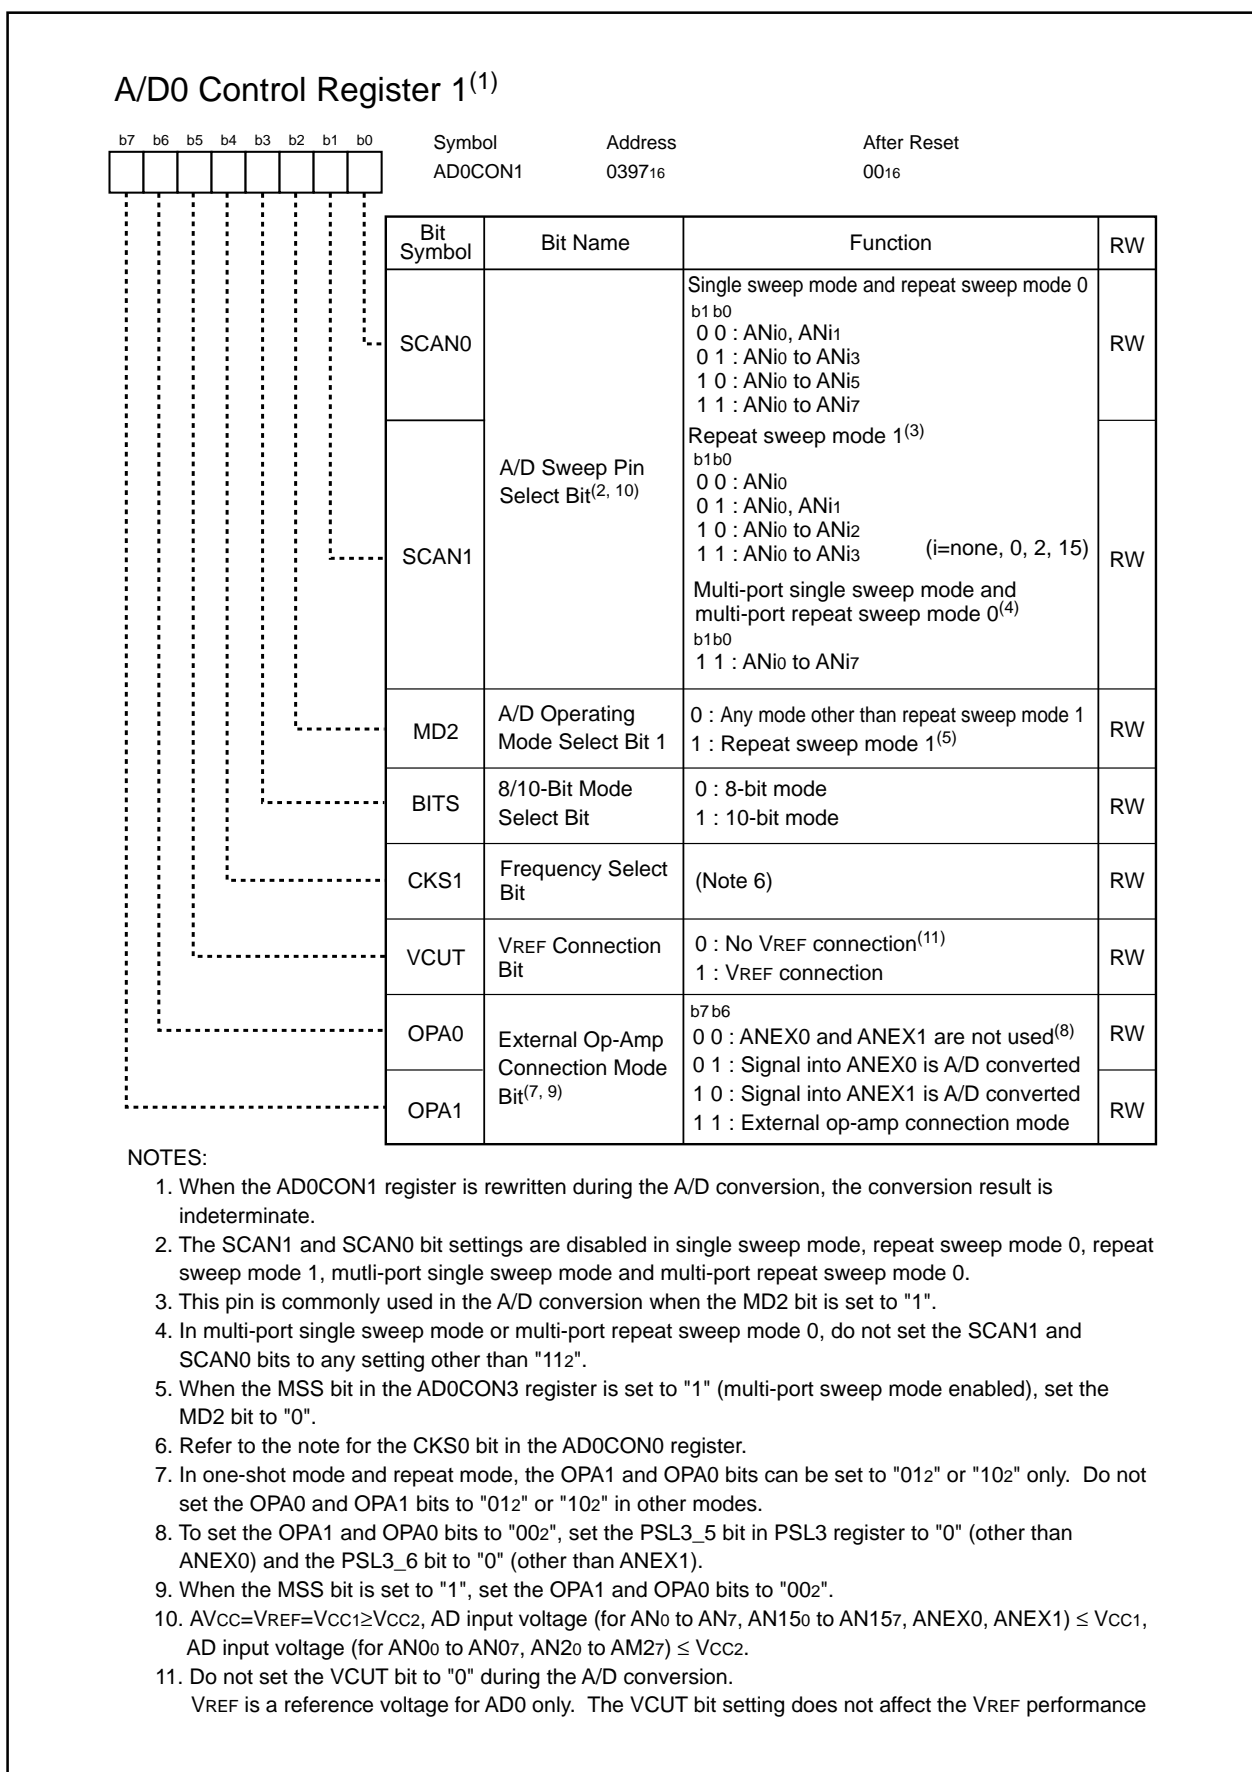 A/D0 Control Register 1(1)
b7 b6 b5 b4 b3 b2 b1 b0
Symbol Address After Reset
AD0CON1 039716 0016
Bit Symbol Bit Name Function RW
SCAN0
A/D Sweep Pin
Select Bit(2, 10)
Single sweep mode and repeat sweep mode 0
b1 b0
0 0 : ANi0, ANi1
0 1 : ANi0 to ANi3
1 0 : ANi0 to ANi5
1 1 : ANi0 to ANi7
RW
SCAN1
Repeat sweep mode 1(3)
b1b0
0 0 : ANi0
0 1 : ANi0, ANi1
1 0 : ANi0 to ANi2
1 1 : ANi0 to ANi3 (i=none, 0, 2, 15)
Multi-port single sweep mode and
multi-port repeat sweep mode 0(4)
b1b0
1 1 : ANi0 to ANi7
RW
MD2
A/D Operating
Mode Select Bit 1
0 : Any mode other than repeat sweep mode 1
1 : Repeat sweep mode 1(5)
RW
BITS
8/10-Bit Mode
Select Bit
0 : 8-bit mode
1 : 10-bit mode
RW
CKS1
Frequency Select
Bit
(Note 6)
RW
VCUT
VREF Connection
Bit
0 : No VREF connection(11)
1 : VREF connection
RW
OPA0
External Op-Amp
Connection Mode
Bit(7, 9)
b7 b6
0 0 : ANEX0 and ANEX1 are not used(8)
0 1 : Signal into ANEX0 is A/D converted
RW
OPA1
1 0 : Signal into ANEX1 is A/D converted
1 1 : External op-amp connection mode
RW
NOTES:
1. When the AD0CON1 register is rewritten during the A/D conversion, the conversion result is
indeterminate.
2. The SCAN1 and SCAN0 bit settings are disabled in single sweep mode, repeat sweep mode 0, repeat
sweep mode 1, mutli-port single sweep mode and multi-port repeat sweep mode 0.
3. This pin is commonly used in the A/D conversion when the MD2 bit is set to "1".
4. In multi-port single sweep mode or multi-port repeat sweep mode 0, do not set the SCAN1 and
SCAN0 bits to any setting other than "112".
5. When the MSS bit in the AD0CON3 register is set to "1" (multi-port sweep mode enabled), set the
MD2 bit to "0".
6. Refer to the note for the CKS0 bit in the AD0CON0 register.
7. In one-shot mode and repeat mode, the OPA1 and OPA0 bits can be set to "012" or "102" only. Do not
set the OPA0 and OPA1 bits to "012" or "102" in other modes.
8. To set the OPA1 and OPA0 bits to "002", set the PSL3_5 bit in PSL3 register to "0" (other than
ANEX0) and the PSL3_6 bit to "0" (other than ANEX1).
9. When the MSS bit is set to "1", set the OPA1 and OPA0 bits to "002".
10. AVCC=VREF=VCC1≥VCC2, AD input voltage (for AN0 to AN7, AN150 to AN157, ANEX0, ANEX1) ≤ VCC1,
AD input voltage (for AN00 to AN07, AN20 to AM27) ≤ VCC2.
11. Do not set the VCUT bit to "0" during the A/D conversion.
VREF is a reference voltage for AD0 only. The VCUT bit setting does not affect the VREF performance